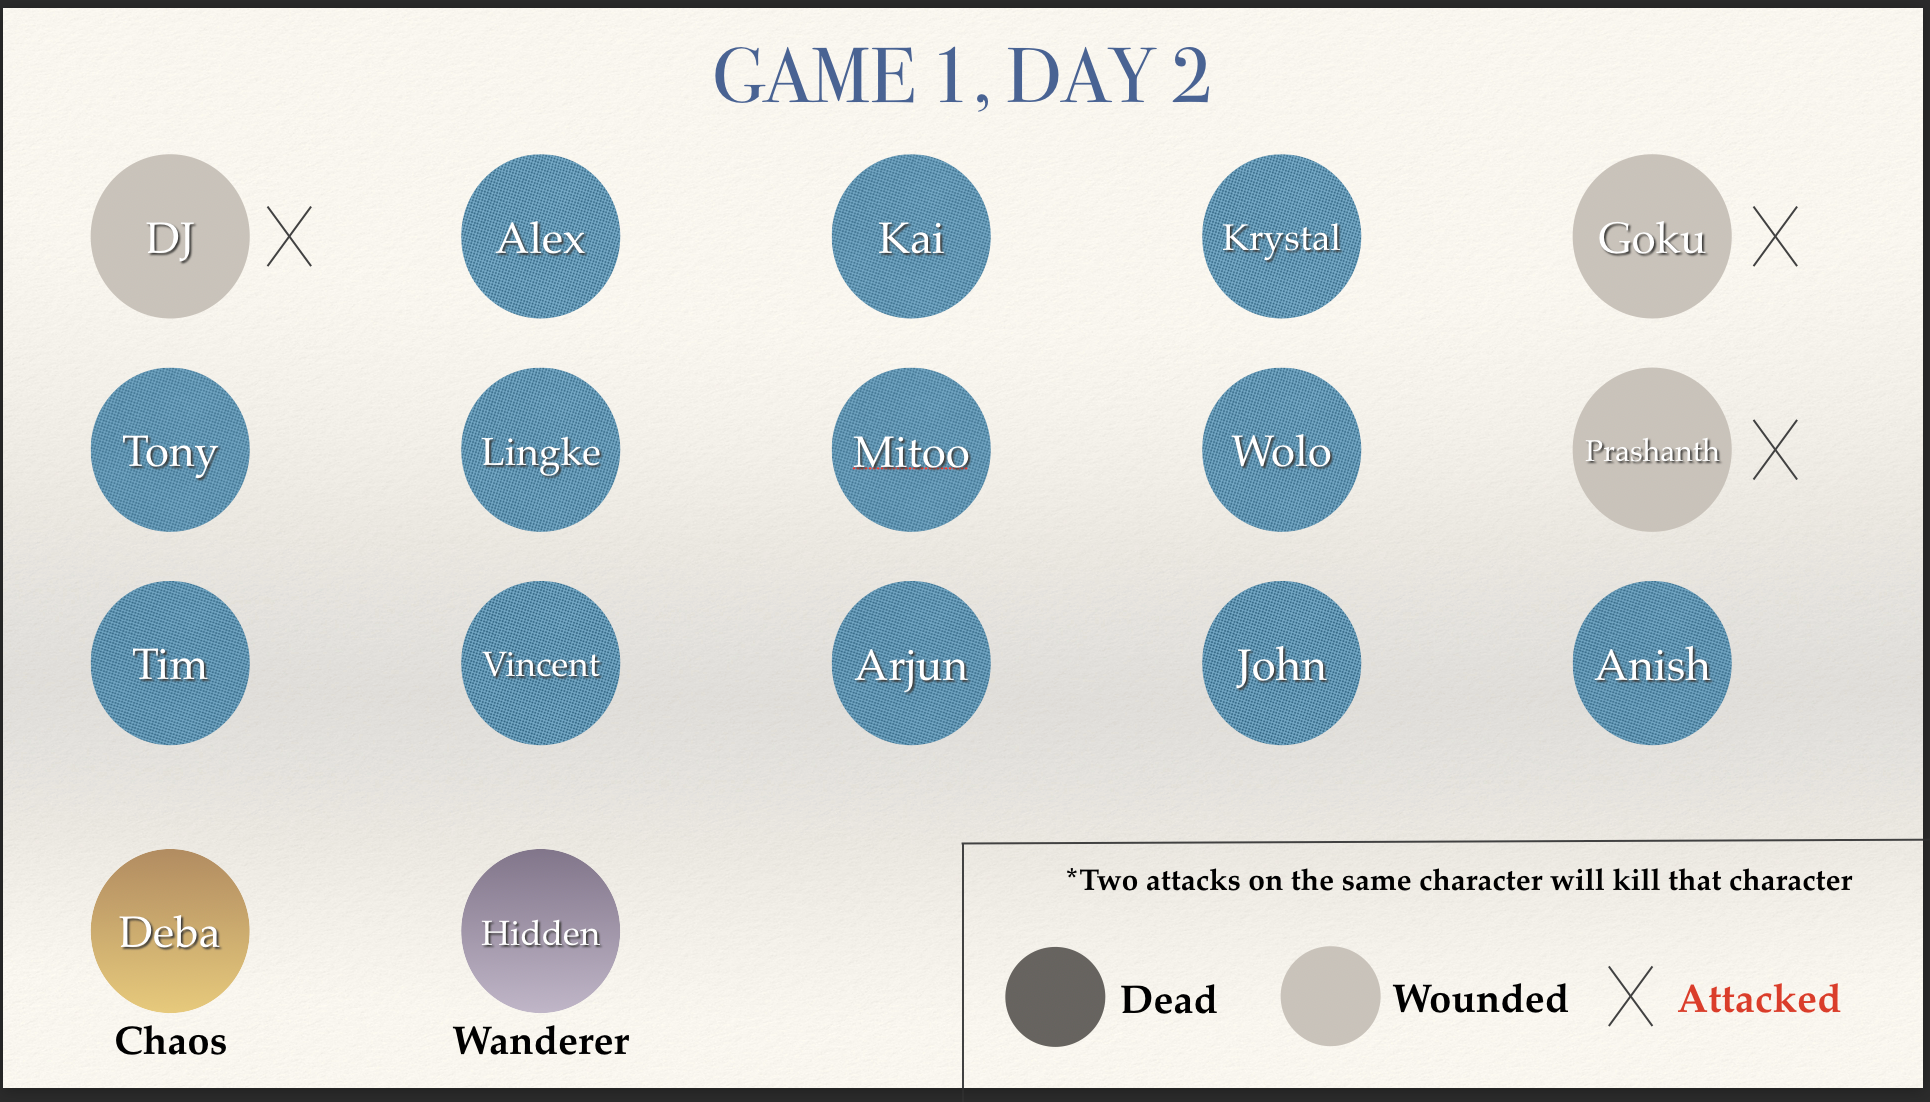 GAME 1, DAY 2
DJ
Alex
Kai
Krystal
Goku
Tony
Lingke
Mitoo
Wolo
Prashanth
Tim
Vincent
Arjun
John
Anish
Deba
Hidden
Chaos
Wanderer
*Two attacks on the same character will kill that character
Dead
Wounded
Attacked